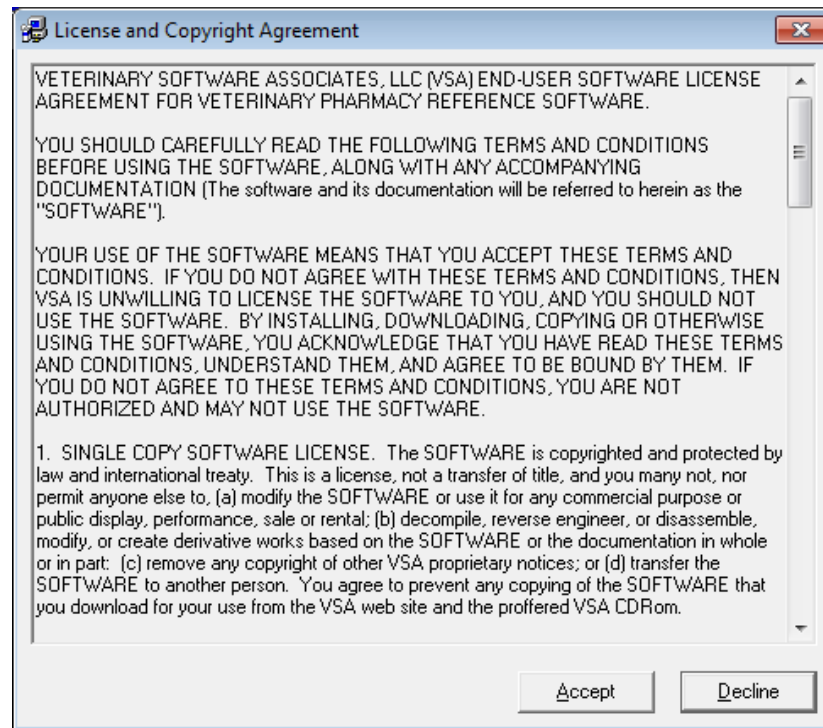 License and Copyright Agreement
VETERINARY SOFTWARE ASSOCIATES, LLC (VSA) END-USER SOFTWARE LICENSE
AGREEMENT FOR VETERINARY PHARMACY REFERENCE SOFTWARE.
YOU SHOULD CAREFULLY READ THE FOLLOWING TERMS AND CONDITIONS
BEFORE USING THE SOFTWARE, ALONG WITH ANY ACCOMPANYING
DOCUMENTATION (The software and its documentation will be referred to herein as the
"SOFTWARE").
YOUR USE OF THE SOFTWARE MEANS THAT YOU ACCEPT THESE TERMS AND
CONDITIONS.  IF YOU DO NOT AGREE WITH THESE TERMS AND CONDITIONS, THEN
VSA IS UNWILLING TO LICENSE THE SOFTWARE TO YOU, AND YOU SHOULD NOT
USE THE SOFTWARE.  BY INSTALLING, DOWNLOADING, COPYING OR OTHERWISE
USING THE SOFTWARE, YOU ACKNOWLEDGE THAT YOU HAVE READ THESE TERMS
AND CONDITIONS, UNDERSTAND THEM, AND AGREE TO BE BOUND BY THEM.  IF
YOU DO NOT AGREE TO THESE TERMS AND CONDITIONS, YOU ARE NOT
AUTHORIZED AND MAY NOT USE THE SOFTWARE.
1.  SINGLE COPY SOFTWARE LICENSE.  The SOFTWARE is copyrighted and protected by
law and international treaty.  This is a license, not a transfer of title, and you many not, nor
permit anyone else to, (a) modify the SOFTWARE or use it for any commercial purpose or
public display, performance, sale or rental; (b) decompile, reverse engineer, or disassemble,
modify, or create derivative works based on the SOFTWARE or the documentation in whole
or in part:  (c) remove any copyright of other VSA proprietary notices; or (d) transfer the
SOFTWARE to another person.  You agree to prevent any copying of the SOFTWARE that
you download for your use from the VSA web site and the proffered VSA CDRom.
Accept
Decline